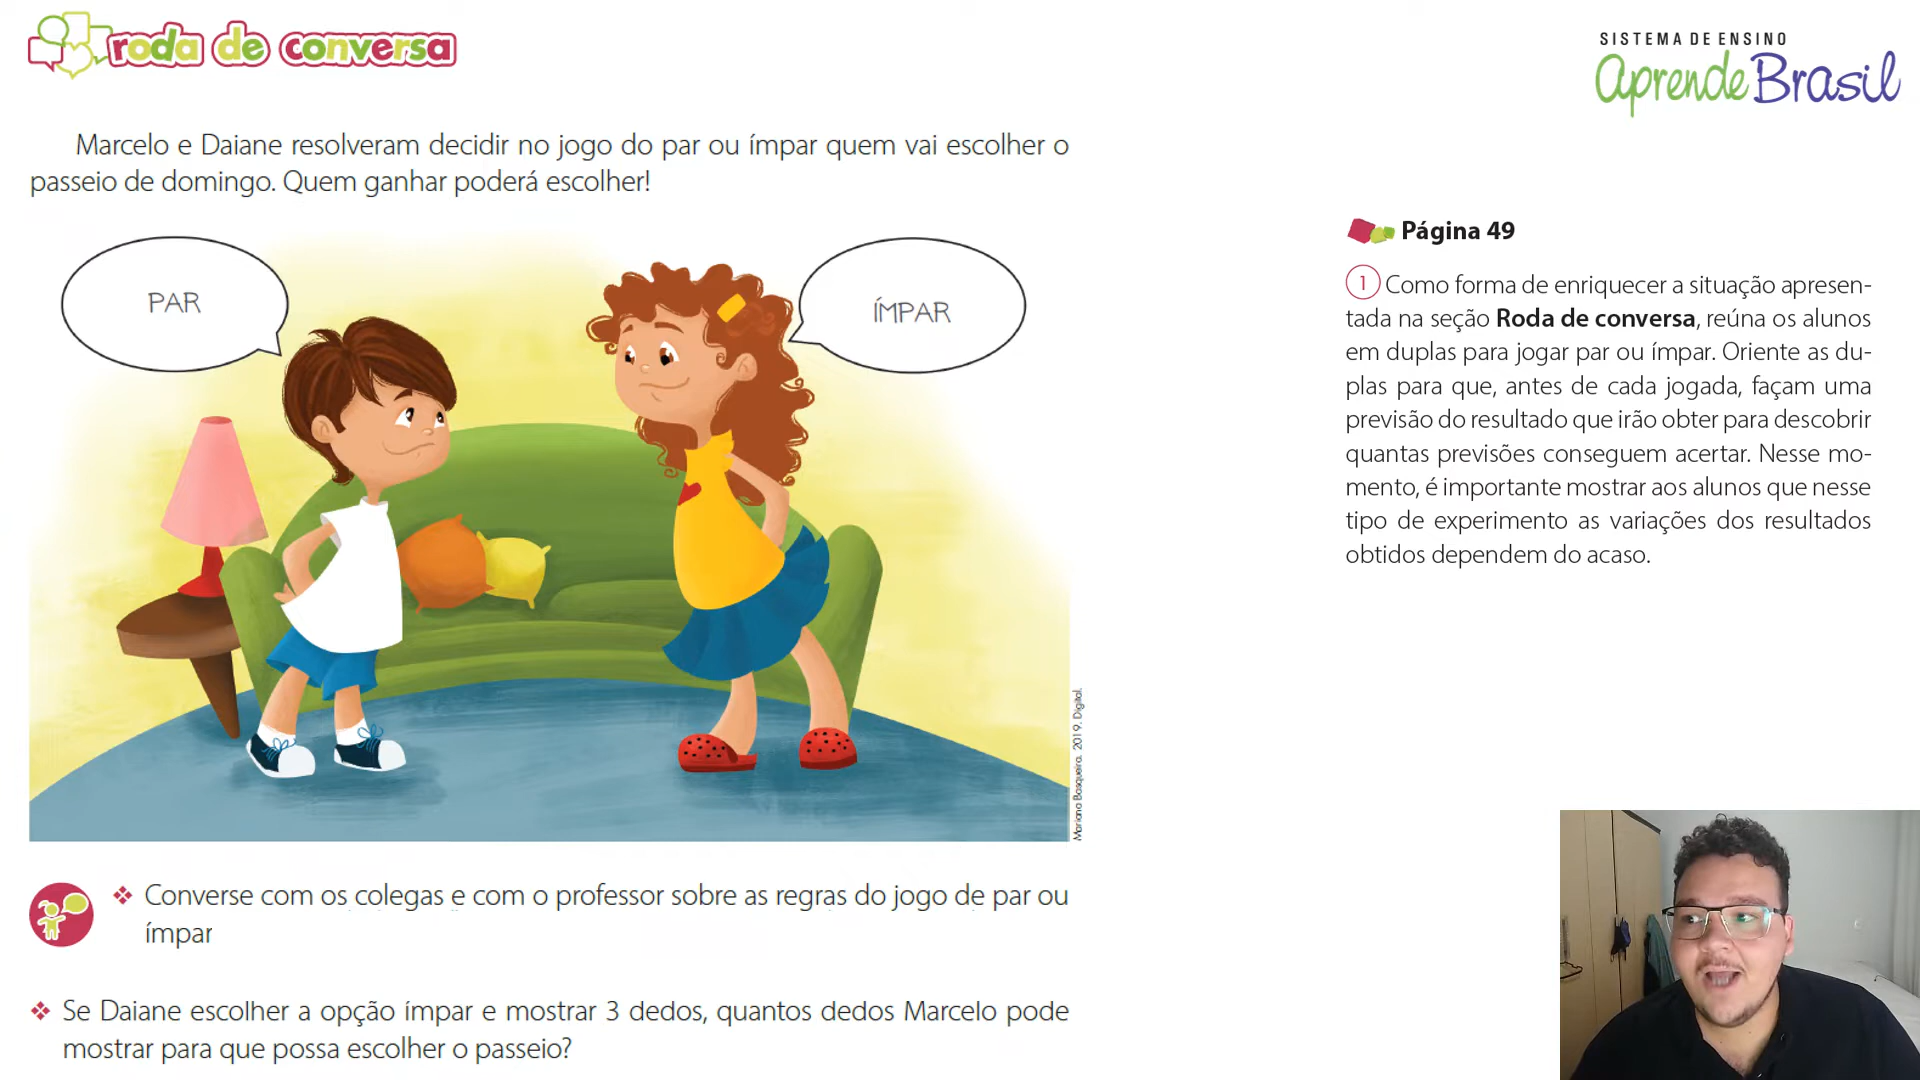 roda de conversa
SISTEMA DE ENSINO
aprendeBrasil
Marcelo e Daiane resolveram decidir no jogo do par ou ímpar quem vai escolher o
passeio de domingo. Quem ganhar poderá escolher!
PAR
ÍMPAR
Mariana Basqueira. 2019. Digital.
Converse com os colegas e com o professor sobre as regras do jogo de par ou
ímpar
Se Daiane escolher a opção ímpar e mostrar 3 dedos, quantos dedos Marcelo pode
mostrar para que possa escolher o passeio?
Página 49
1 Como forma de enriquecer a situação apresen-
tada na seção Roda de conversa, reúna os alunos
em duplas para jogar par ou ímpar. Oriente as du-
plas para que, antes de cada jogada, façam uma
previsão do resultado que irão obter para descobrir
quantas previsões conseguem acertar. Nesse mo-
mento, é importante mostrar aos alunos que nesse
tipo de experimento as variações dos resultados
obtidos dependem do acaso.